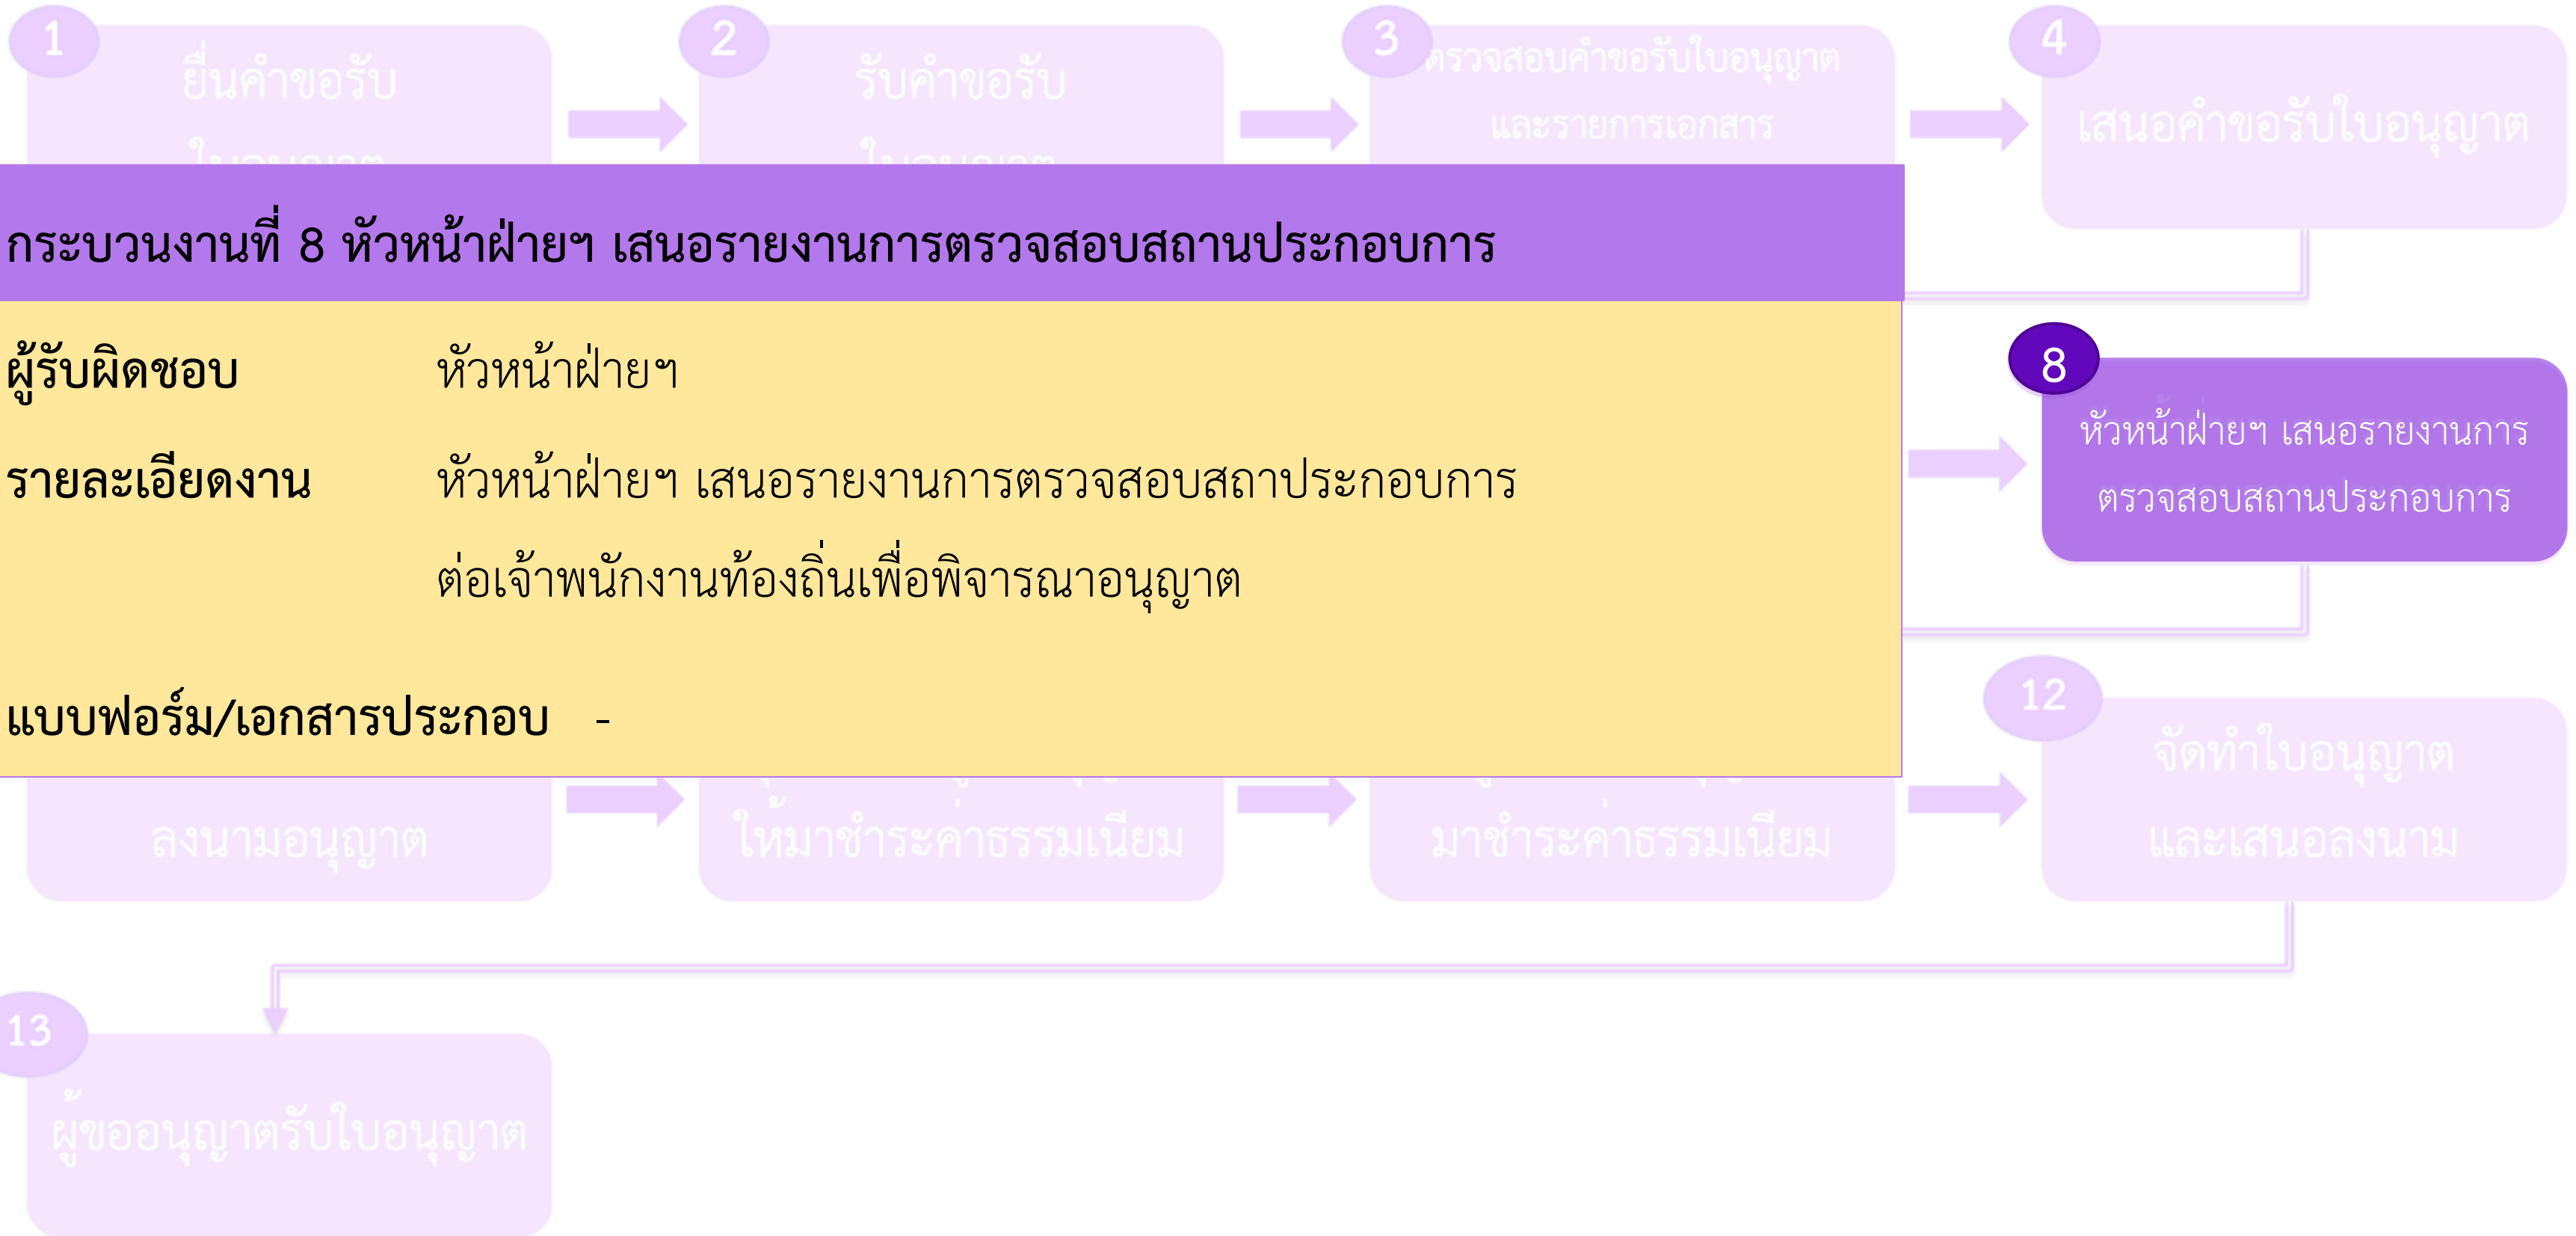 1
ยื่นคำขอรับ
2
รับคำขอรับ
3
ตรวจสอบคำขอรับใบอนุญาต
และรายการเอกสาร
4
เสนอคำขอรับใบอนุญาต
กระบวนงานที่ 8 หัวหน้าฝ่ายฯ เสนอรายงานการตรวจสอบสถานประกอบการ
ผู้รับผิดชอบ หัวหน้าฝ่ายฯ
รายละเอียดงาน หัวหน้าฝ่ายฯ เสนอรายงานการตรวจสอบสถาประกอบการ
ต่อเจ้าพนักงานท้องถิ่นเพื่อพิจารณาอนุญาต
แบบฟอร์ม/เอกสารประกอบ -
8
หัวหน้าฝ่ายฯ เสนอรายงานการ
ตรวจสอบสถานประกอบการ
ลงนามอนุญาต
ให้มาชำระค่าธรรมเนียม
มาชำระค่าธรรมเนียม
12
จัดทำใบอนุญาต
และเสนอลงนาม
13
ผู้ขออนุญาตรับใบอนุญาต